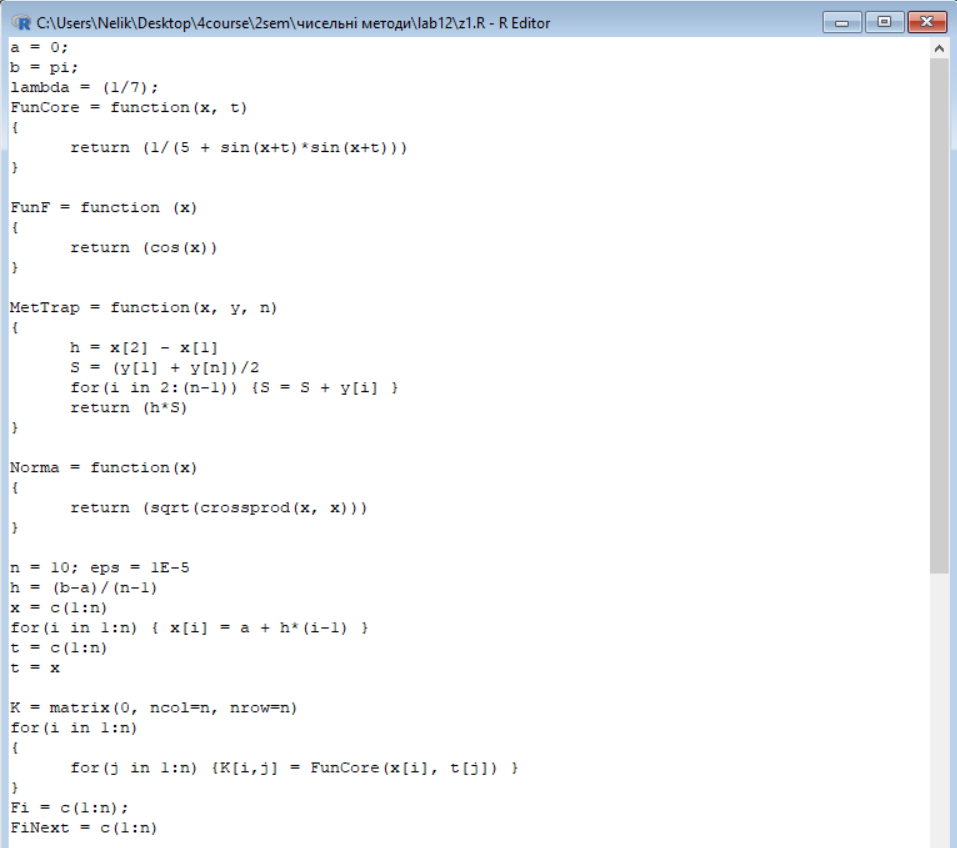 C:\Users\Nelik\Desktop\4course\2sem\чисельні методи\lab12\z1.R - R Editor
a = 0;
b = pi;
lambda = (1/7);
FunCore = function(x, t)
{
      return (1/(5 + sin(x+t)*sin(x+t)))
}

FunF = function (x)
{
      return (cos(x))
}

MetTrap = function(x, y, n)
{
      h = x[2] - x[1]
      S = (y[1] + y[n])/2
      for(i in 2:(n-1)) {S = S + y[i] }
      return (h*S)
}

Norma = function(x)
{
      return (sqrt(crossprod(x, x)))
}

n = 10; eps = 1E-5
h = (b-a)/(n-1)
x = c(1:n)
for(i in 1:n) { x[i] = a + h*(i-1) }
t = c(1:n)
t = x

K = matrix(0, ncol=n, nrow=n)
for(i in 1:n)
{
      for(j in 1:n) {K[i,j] = FunCore(x[i], t[j]) }
}
Fi = c(1:n);
FiNext = c(1:n)